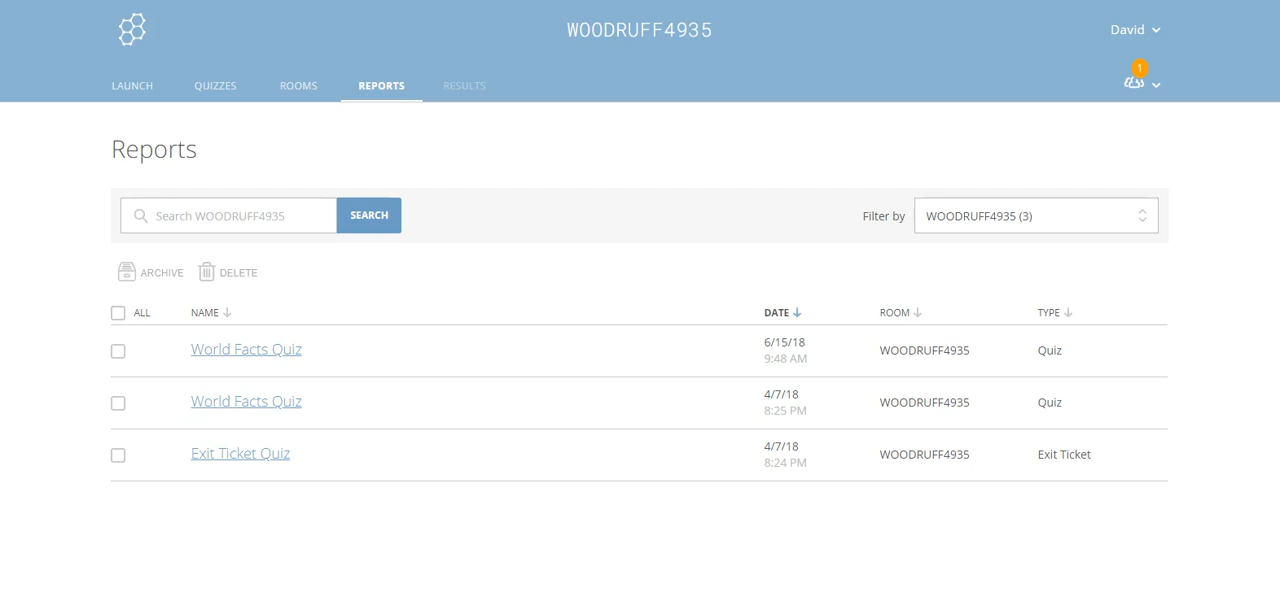 WOODRUFF4935
David
1
LAUNCH QUIZZES ROOMS REPORTS RESULTS
Reports
Search WOODRUFF4935 SEARCH Filter by WOODRUFF4935 (3)
ARCHIVE DELETE
ALL NAME DATE ROOM TYPE
World Facts Quiz 6/15/18 WOODRUFF4935 Quiz
9:48 AM
World Facts Quiz 4/7/18 WOODRUFF4935 Quiz
8:25 PM
Exit Ticket Quiz 4/7/18 WOODRUFF4935 Exit Ticket
8:24 PM